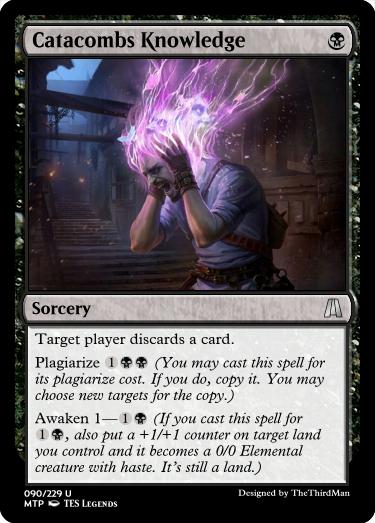 Catacombs Knowledge
Sorcery
Target player discards a card.
Plagiarize 1 (You may cast this spell for
its plagiarize cost. If you do, copy it. You may
choose new targets for the copy.)
Awaken 1— 1 (If you cast this spell for
1 , also put a +1/+1 counter on target land
you control and it becomes a 0/0 Elemental
creature with haste. It's still a land.)
090/229 U
Designed by TheThirdMan
MTP TES LEGENDS